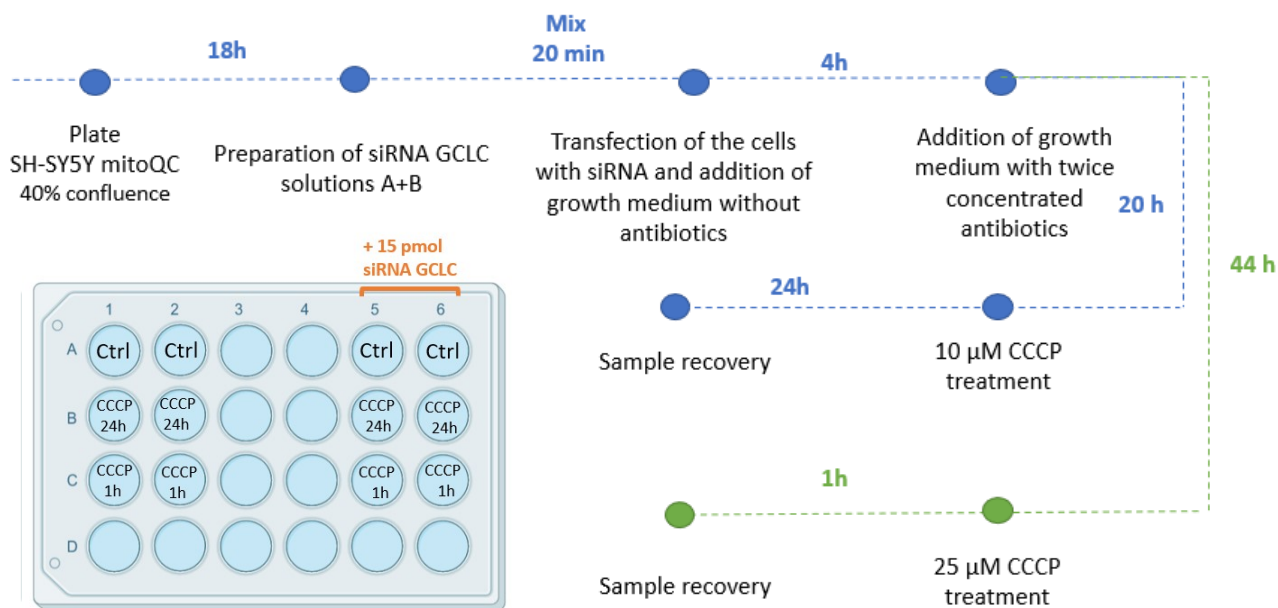 18h
Mix
20 min
4h
Plate
SH-SY5Y mitoQC
40% confluence
Preparation of siRNA GCLC
solutions A+B
Transfection of the cells
with siRNA and addition of
growth medium without
antibiotics
Addition of growth
medium with twice
concentrated
antibiotics
20 h
44 h
+ 15 pmol
siRNA GCLC
1 2 3 4 5 6
A Ctrl Ctrl Ctrl Ctrl
B CCCP 24h CCCP 24h CCCP 24h CCCP 24h
C CCCP 1h CCCP 1h CCCP 1h CCCP 1h
D
24h
Sample recovery
10 µM CCCP
treatment
1h
Sample recovery
25 µM CCCP
treatment